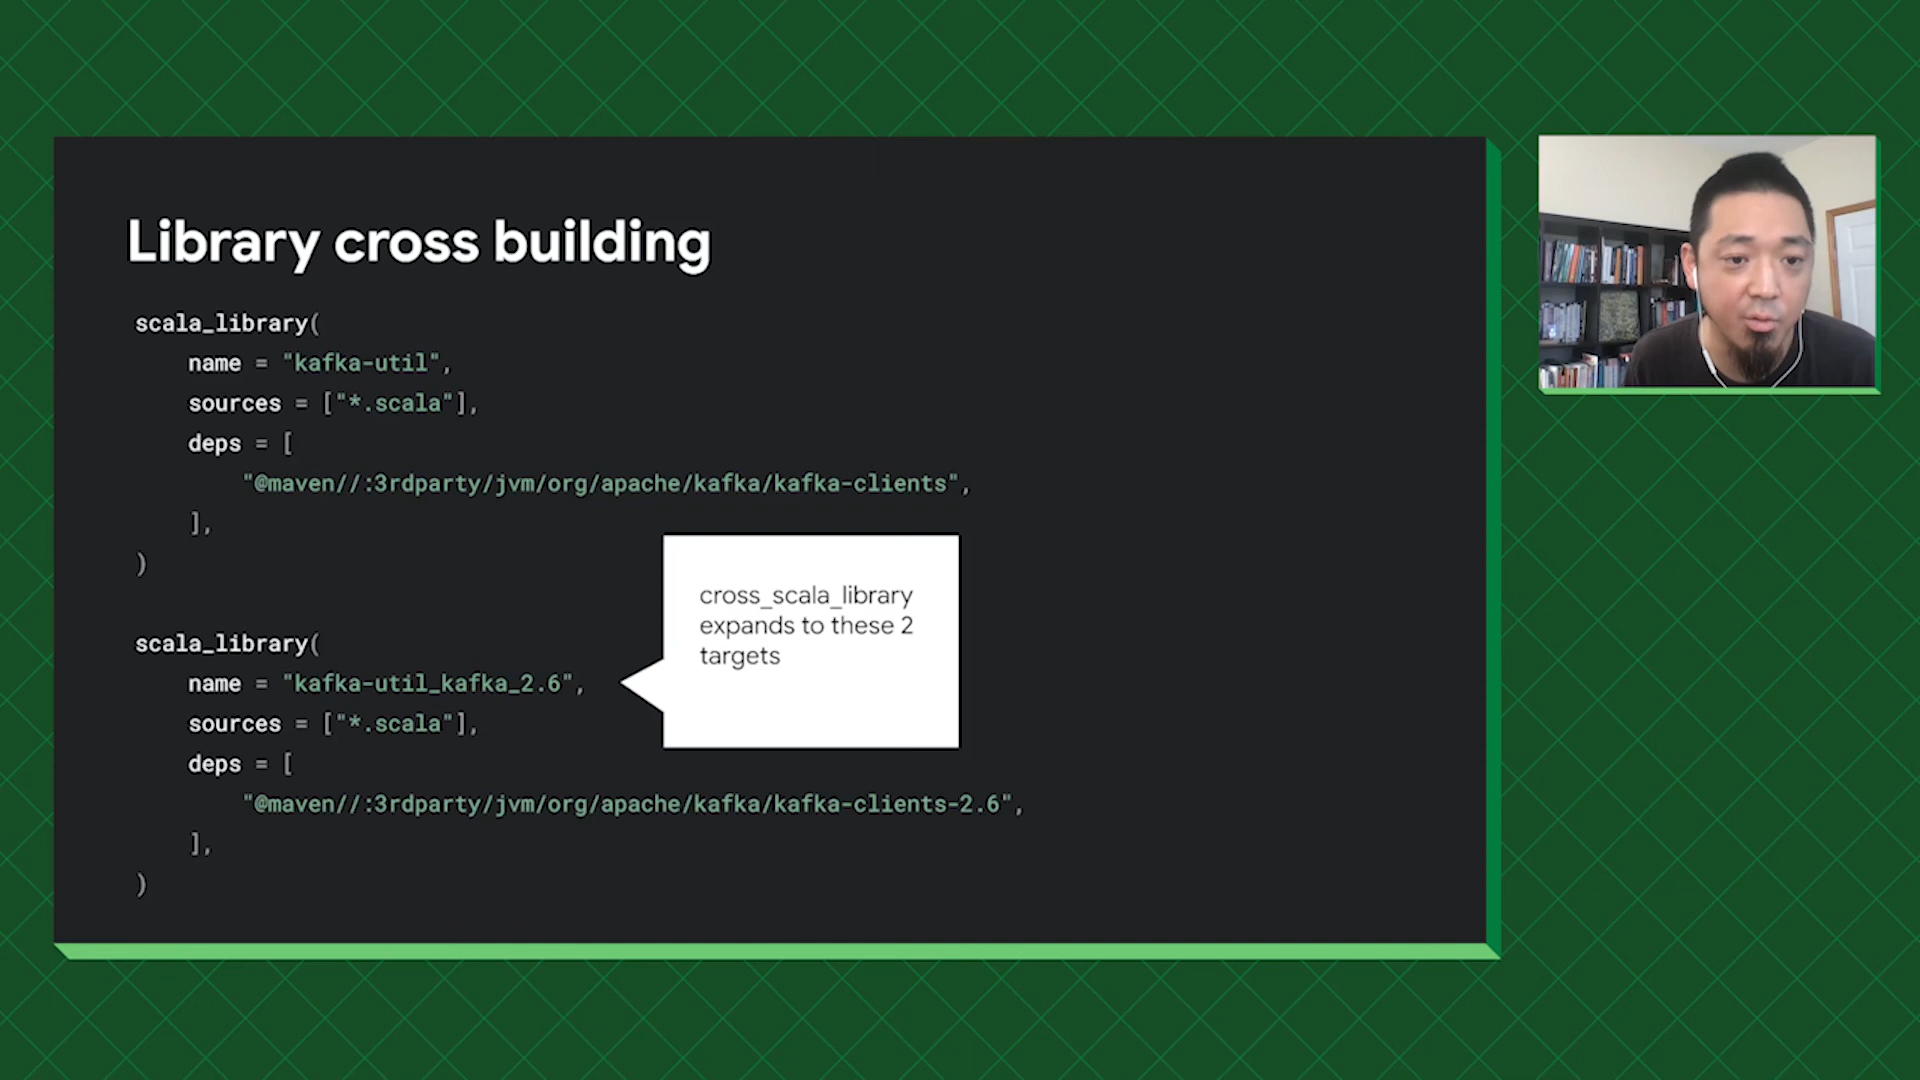 Library cross building
scala_library(
name = "kafka-util",
sources = ["*.scala"],
deps = [
"@maven//:3rdparty/jvm/org/apache/kafka/kafka-clients",
],
)
scala_library(
name = "kafka-util_kafka_2.6",
sources = ["*.scala"],
deps = [
"@maven//:3rdparty/jvm/org/apache/kafka/kafka-clients-2.6",
],
)
cross_scala_library
expands to these 2
targets